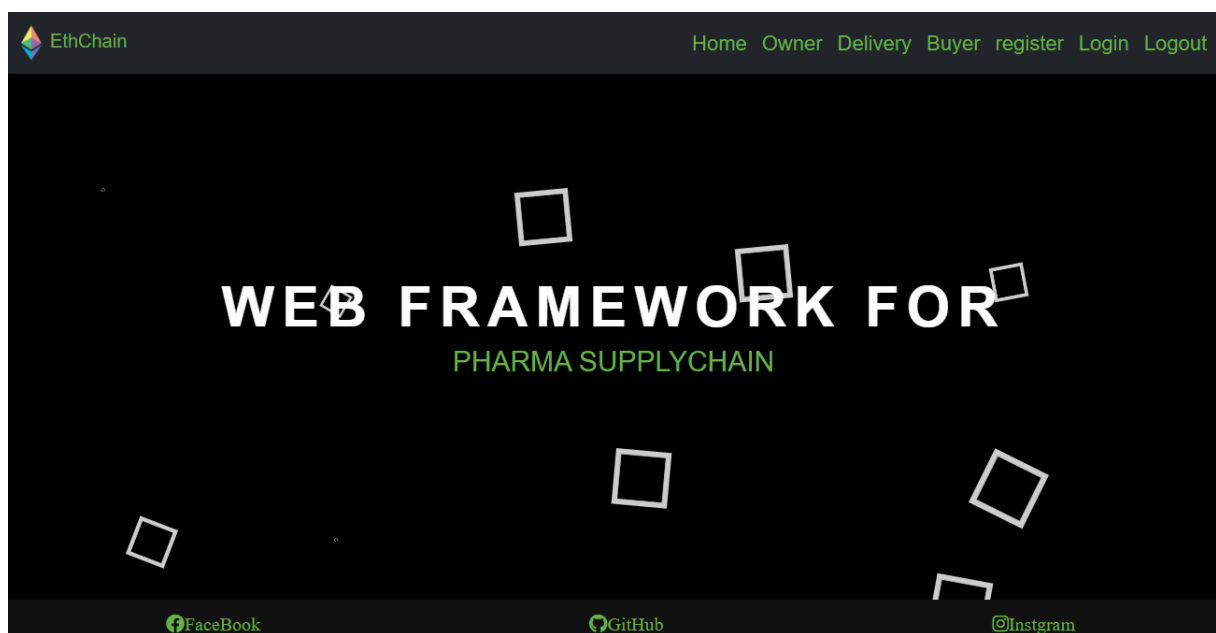 EthChain
Home Owner Delivery Buyer register Login Logout
WEB FRAMEWORK FOR
PHARMA SUPPLYCHAIN
FaceBook
GitHub
Instgram